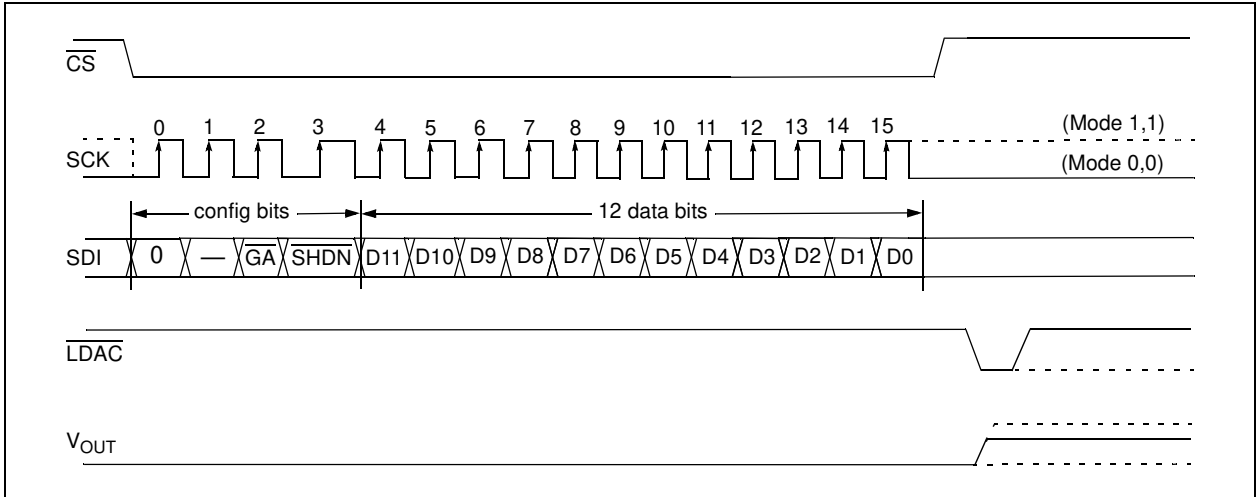 CS
0 1 2 3 4 5 6 7 8 9 10 11 12 13 14 15 (Mode 1,1)
SCK (Mode 0,0)
config bits 12 data bits
SDI 0 — GA SHDN D11 D10 D9 D8 D7 D6 D5 D4 D3 D2 D1 D0
LDAC
VOUT